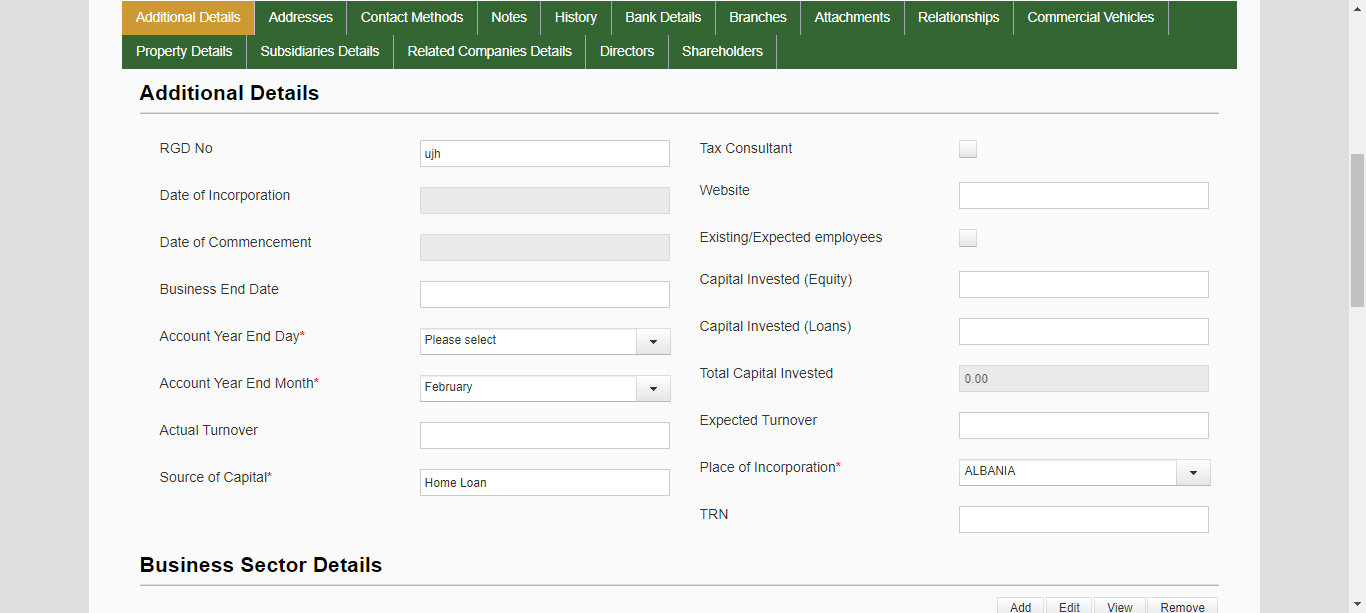 Additional Details Addresses Contact Methods Notes History Bank Details Branches Attachments Relationships Commercial Vehicles
Property Details Subsidiaries Details Related Companies Details Directors Shareholders
Additional Details
RGD No ujh
Date of Incorporation
Date of Commencement
Business End Date
Account Year End Day* Please select
Account Year End Month* February
Actual Turnover
Source of Capital* Home Loan
Tax Consultant
Website
Existing/Expected employees
Capital Invested (Equity)
Capital Invested (Loans)
Total Capital Invested 0.00
Expected Turnover
Place of Incorporation* ALBANIA
TRN
Business Sector Details
Add Edit View Remove